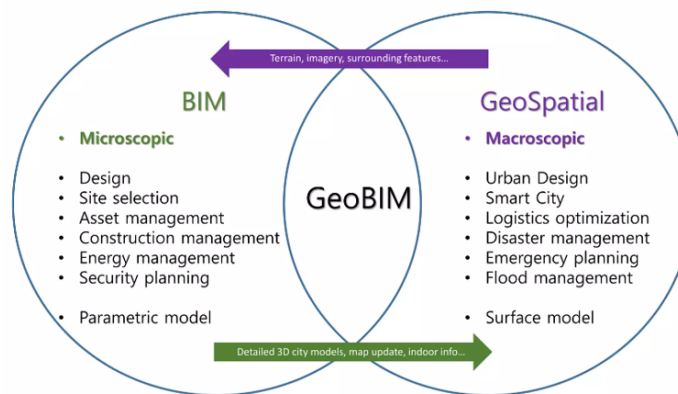 Terrain, imagery, surrounding features...
BIM
• Microscopic
• Design
• Site selection
• Asset management
• Construction management
• Energy management
• Security planning
• Parametric model
GeoBIM
GeoSpatial
• Macroscopic
• Urban Design
• Smart City
• Logistics optimization
• Disaster management
• Emergency planning
• Flood management
• Surface model
Detailed 3D city models, map update, indoor info...